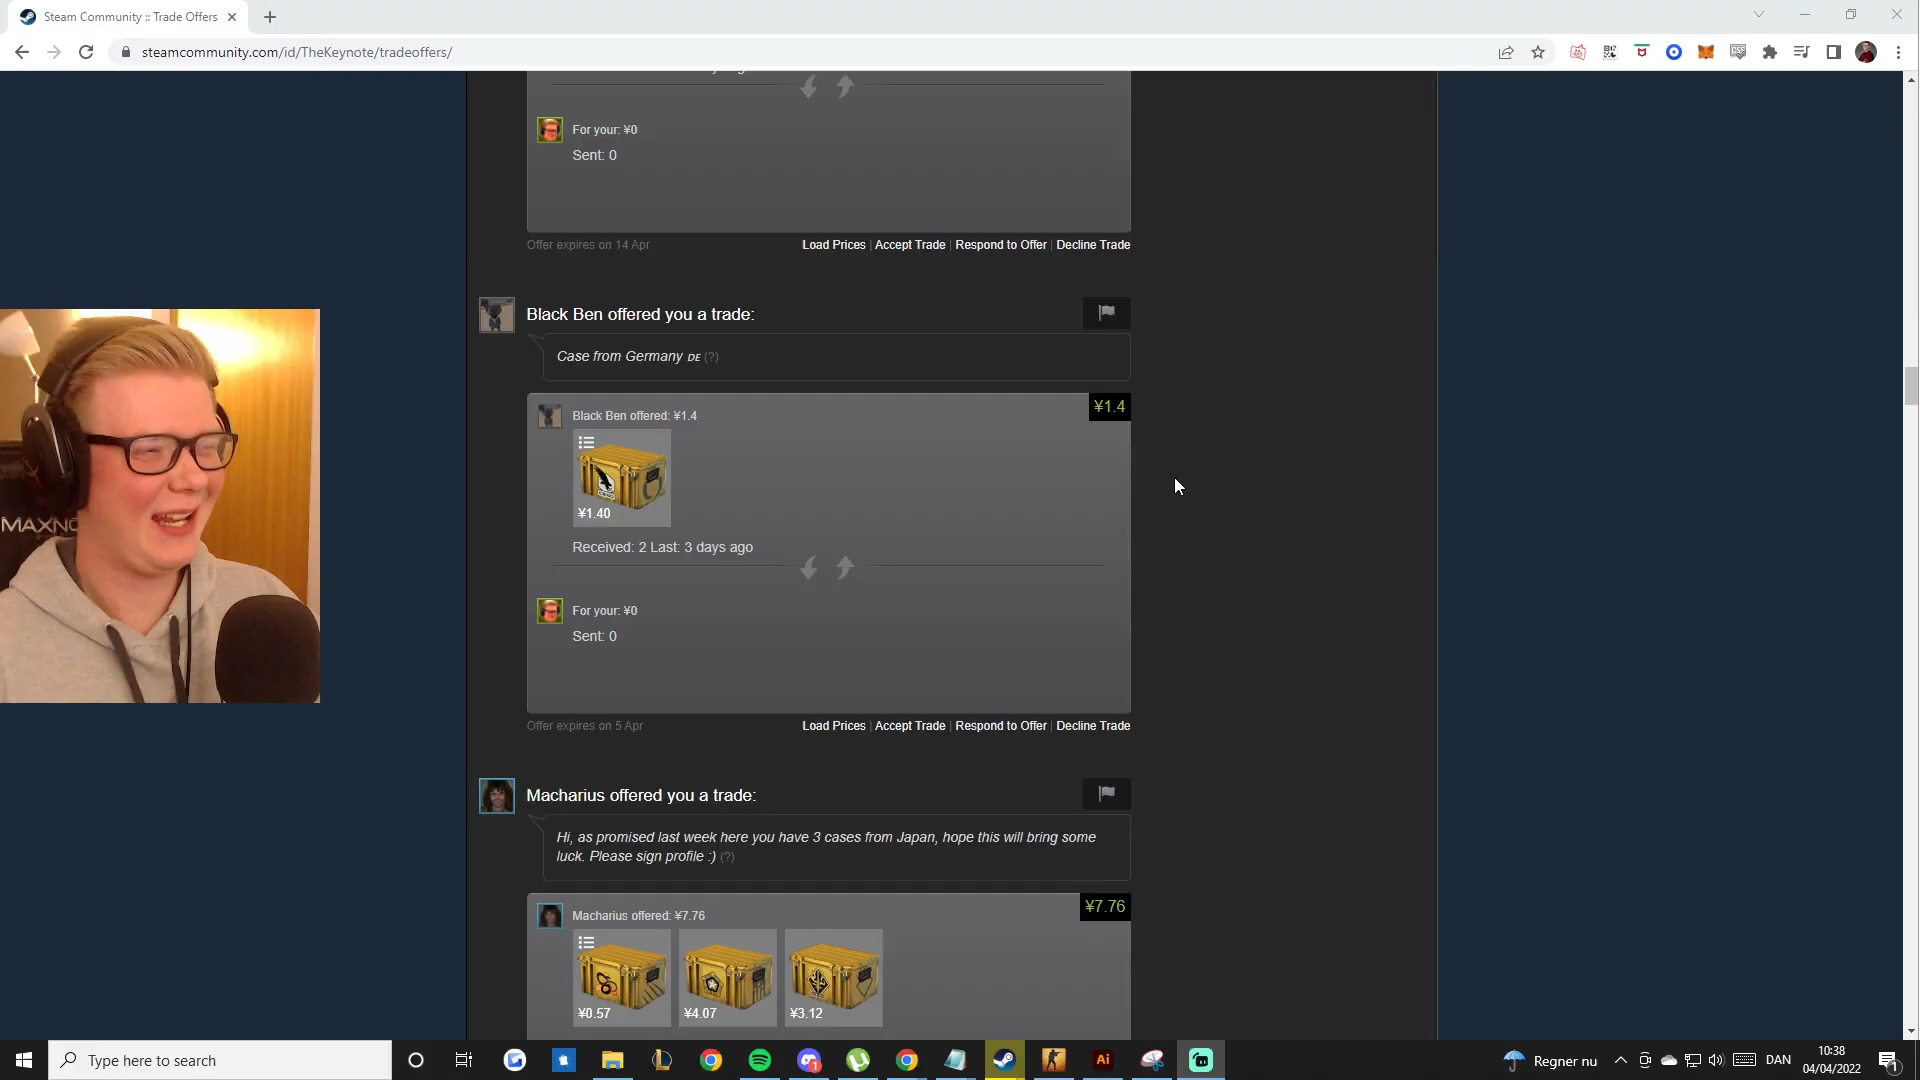 Steam Community :: Trade Offers
steamcommunity.com/id/TheKeynote/tradeoffers/
For your: ¥0
Sent: 0
Offer expires on 14 Apr
Load Prices | Accept Trade | Respond to Offer | Decline Trade
Black Ben offered you a trade:
Case from Germany DE (?)
¥1.4
Black Ben offered: ¥1.4
¥1.40
Received: 2 Last: 3 days ago
For your: ¥0
Sent: 0
Offer expires on 5 Apr
Load Prices | Accept Trade | Respond to Offer | Decline Trade
Macharius offered you a trade:
Hi, as promised last week here you have 3 cases from Japan, hope this will bring some
luck. Please sign profile :) (?)
¥7.76
Macharius offered: ¥7.76
¥0.57 ¥4.07 ¥3.12
MAXNO
Type here to search
Ai
1
Regner nu
DAN
10:38
04/04/2022
1